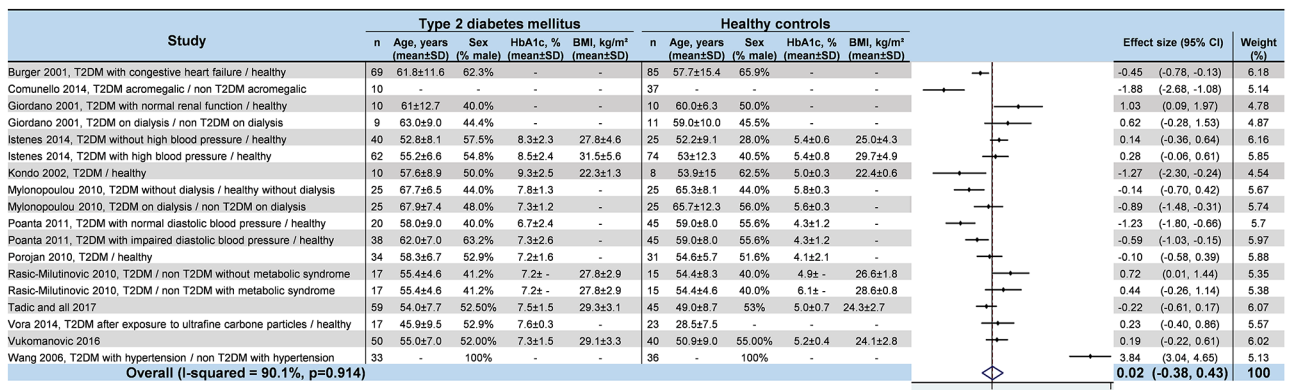 Type 2 diabetes mellitus Healthy controls
Study n Age, years (mean±SD) Sex (% male) HbA1c, % (mean±SD) BMI, kg/m² (mean±SD) n Age, years (mean±SD) Sex (% male) HbA1c, % (mean±SD) BMI, kg/m² (mean±SD) Effect size (95% CI) Weight (%)
Burger 2001, T2DM with congestive heart failure / healthy 69 61.8±11.6 62.3% - - 85 57.7±15.4 65.9% - - -0.45 (-0.78, -0.13) 6.18
Comunello 2014, T2DM acromegalic / non T2DM acromegalic 10 37 -1.88 (-2.68, -1.08) 5.14
Giordano 2001, T2DM with normal renal function / healthy 10 61±12.7 40.0% - - 10 60.0±6.3 50.0% - - 1.03 (0.09, 1.97) 4.78
Giordano 2001, T2DM on dialysis / non T2DM on dialysis 9 63.0±9.0 44.4% - - 11 59.0±10.0 45.5% - - 0.62 (-0.28, 1.53) 4.87
Istenes 2014, T2DM without high blood pressure / healthy 40 52.8±8.1 57.5% 8.3±2.3 27.8±4.6 25 52.2±9.1 28.0% 5.4±0.6 25.0±4.3 0.14 (-0.36, 0.64) 6.16
Istenes 2014, T2DM with high blood pressure / healthy 62 55.2±6.6 54.8% 8.5±2.4 31.5±5.6 74 53±12.3 40.5% 5.4±0.8 29.7±4.9 0.28 (-0.06, 0.61) 5.85
Kondo 2002, T2DM / healthy 10 57.6±8.9 50.0% 9.3±2.5 22.3±1.3 8 53.9±15 62.5% 5.0±0.3 22.4±0.6 -1.27 (-2.30, -0.24) 4.54
Mylonopoulou 2010, T2DM without dialysis / healthy without dialysis 25 67.7±6.5 44.0% 7.8±1.3 - 25 65.3±8.1 44.0% 5.8±0.3 - -0.14 (-0.70, 0.42) 5.67
Mylonopoulou 2010, T2DM on dialysis / non T2DM on dialysis 25 67.9±7.4 48.0% 7.3±1.2 - 25 65.7±12.3 56.0% 5.6±0.3 - -0.89 (-1.48, -0.31) 5.74
Poanta 2011, T2DM with normal diastolic blood pressure / healthy 20 58.0±9.0 40.0% 6.7±2.4 - 45 59.0±8.0 55.6% 4.3±1.2 - -1.23 (-1.80, -0.66) 5.7
Poanta 2011, T2DM with impaired diastolic blood pressure / healthy 38 62.0±7.0 63.2% 7.3±2.6 - 45 59.0±8.0 55.6% 4.3±1.2 - -0.59 (-1.03, -0.15) 5.97
Porojan 2010, T2DM / healthy 34 58.3±6.7 52.9% 7.2±1.6 - 31 54.6±5.7 51.6% 4.1±2.1 - -0.10 (-0.58, 0.39) 5.88
Rasic-Milutinovic 2010, T2DM / non T2DM without metabolic syndrome 17 55.4±4.6 41.2% 7.2± - 27.8±2.9 15 54.4±8.3 40.0% 4.9± - 26.6±1.8 0.72 (0.01, 1.44) 5.35
Rasic-Milutinovic 2010, T2DM / non T2DM with metabolic syndrome 17 55.4±4.6 41.2% 7.2± - 27.8±2.9 15 54.4±4.6 40.0% 6.1± - 28.6±0.8 0.44 (-0.26, 1.14) 5.38
Tadic and all 2017 59 54.0±7.7 52.50% 7.5±1.5 29.3±3.1 45 49.0±8.7 53% 5.0±0.7 24.3±2.7 -0.22 (-0.61, 0.17) 6.07
Vora 2014, T2DM after exposure to ultrafine carbon particles / healthy 17 45.9±9.5 52.9% 7.6±0.3 - 23 28.5±7.5 - - - 0.23 (-0.40, 0.86) 5.57
Vukomanovic 2016 50 55.0±7.0 52.00% 7.3±1.5 29.1±3.3 40 50.9±9.0 55.00% 5.2±0.4 24.1±2.8 0.19 (-0.22, 0.61) 6.02
Wang 2006, T2DM with hypertension / non T2DM with hypertension 33 - 100% - - 36 - 100% - - 3.84 (3.04, 4.65) 5.13
Overall (I-squared = 90.1%, p=0.914) 0.02 (-0.38, 0.43) 100